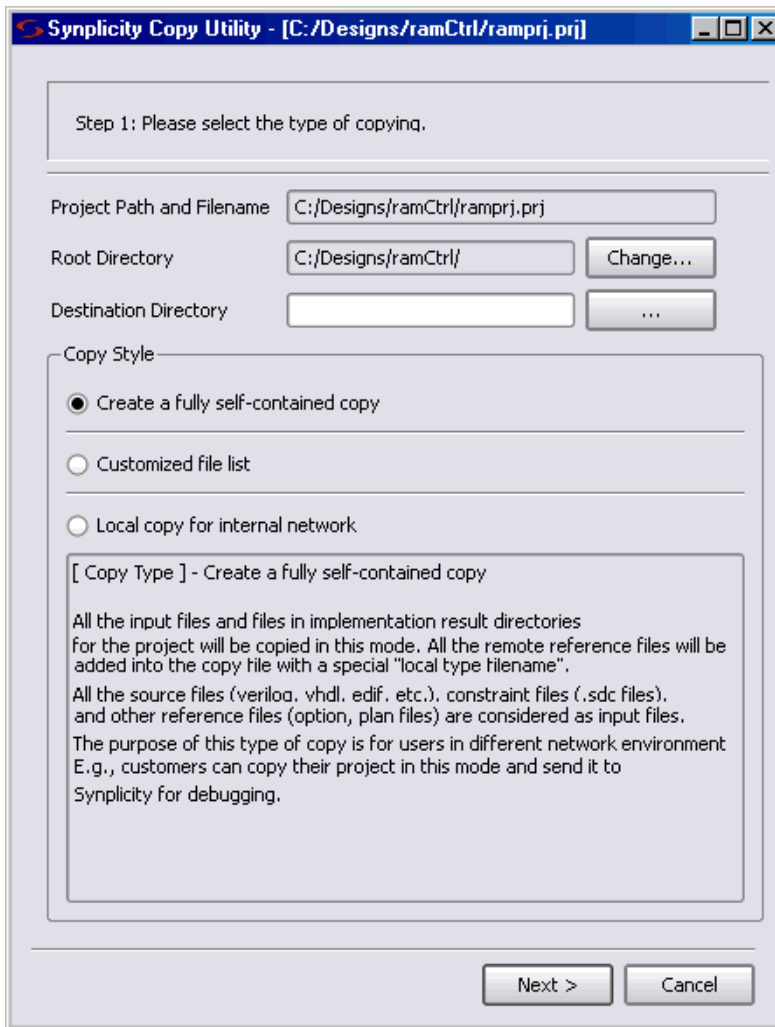 Synplicity Copy Utility - [C:/Designs/ramCtrl/ramprj.prj]
Step 1: Please select the type of copying.
Project Path and Filename C:/Designs/ramCtrl/ramprj.prj
Root Directory C:/Designs/ramCtrl/ Change...
Destination Directory ...
Copy Style
Create a fully self-contained copy
Customized file list
Local copy for internal network
[ Copy Type ] - Create a fully self-contained copy
All the input files and files in implementation result directories
for the project will be copied in this mode. All the remote reference files will be
added into the copy file with a special "local type filename".
All the source files (verilog, vhdl, edif, etc.), constraint files (.sdc files),
and other reference files (option, plan files) are considered as input files.
The purpose of this type of copy is for users in different network environment
E.g., customers can copy their project in this mode and send it to
Synplicity for debugging.
Next > Cancel